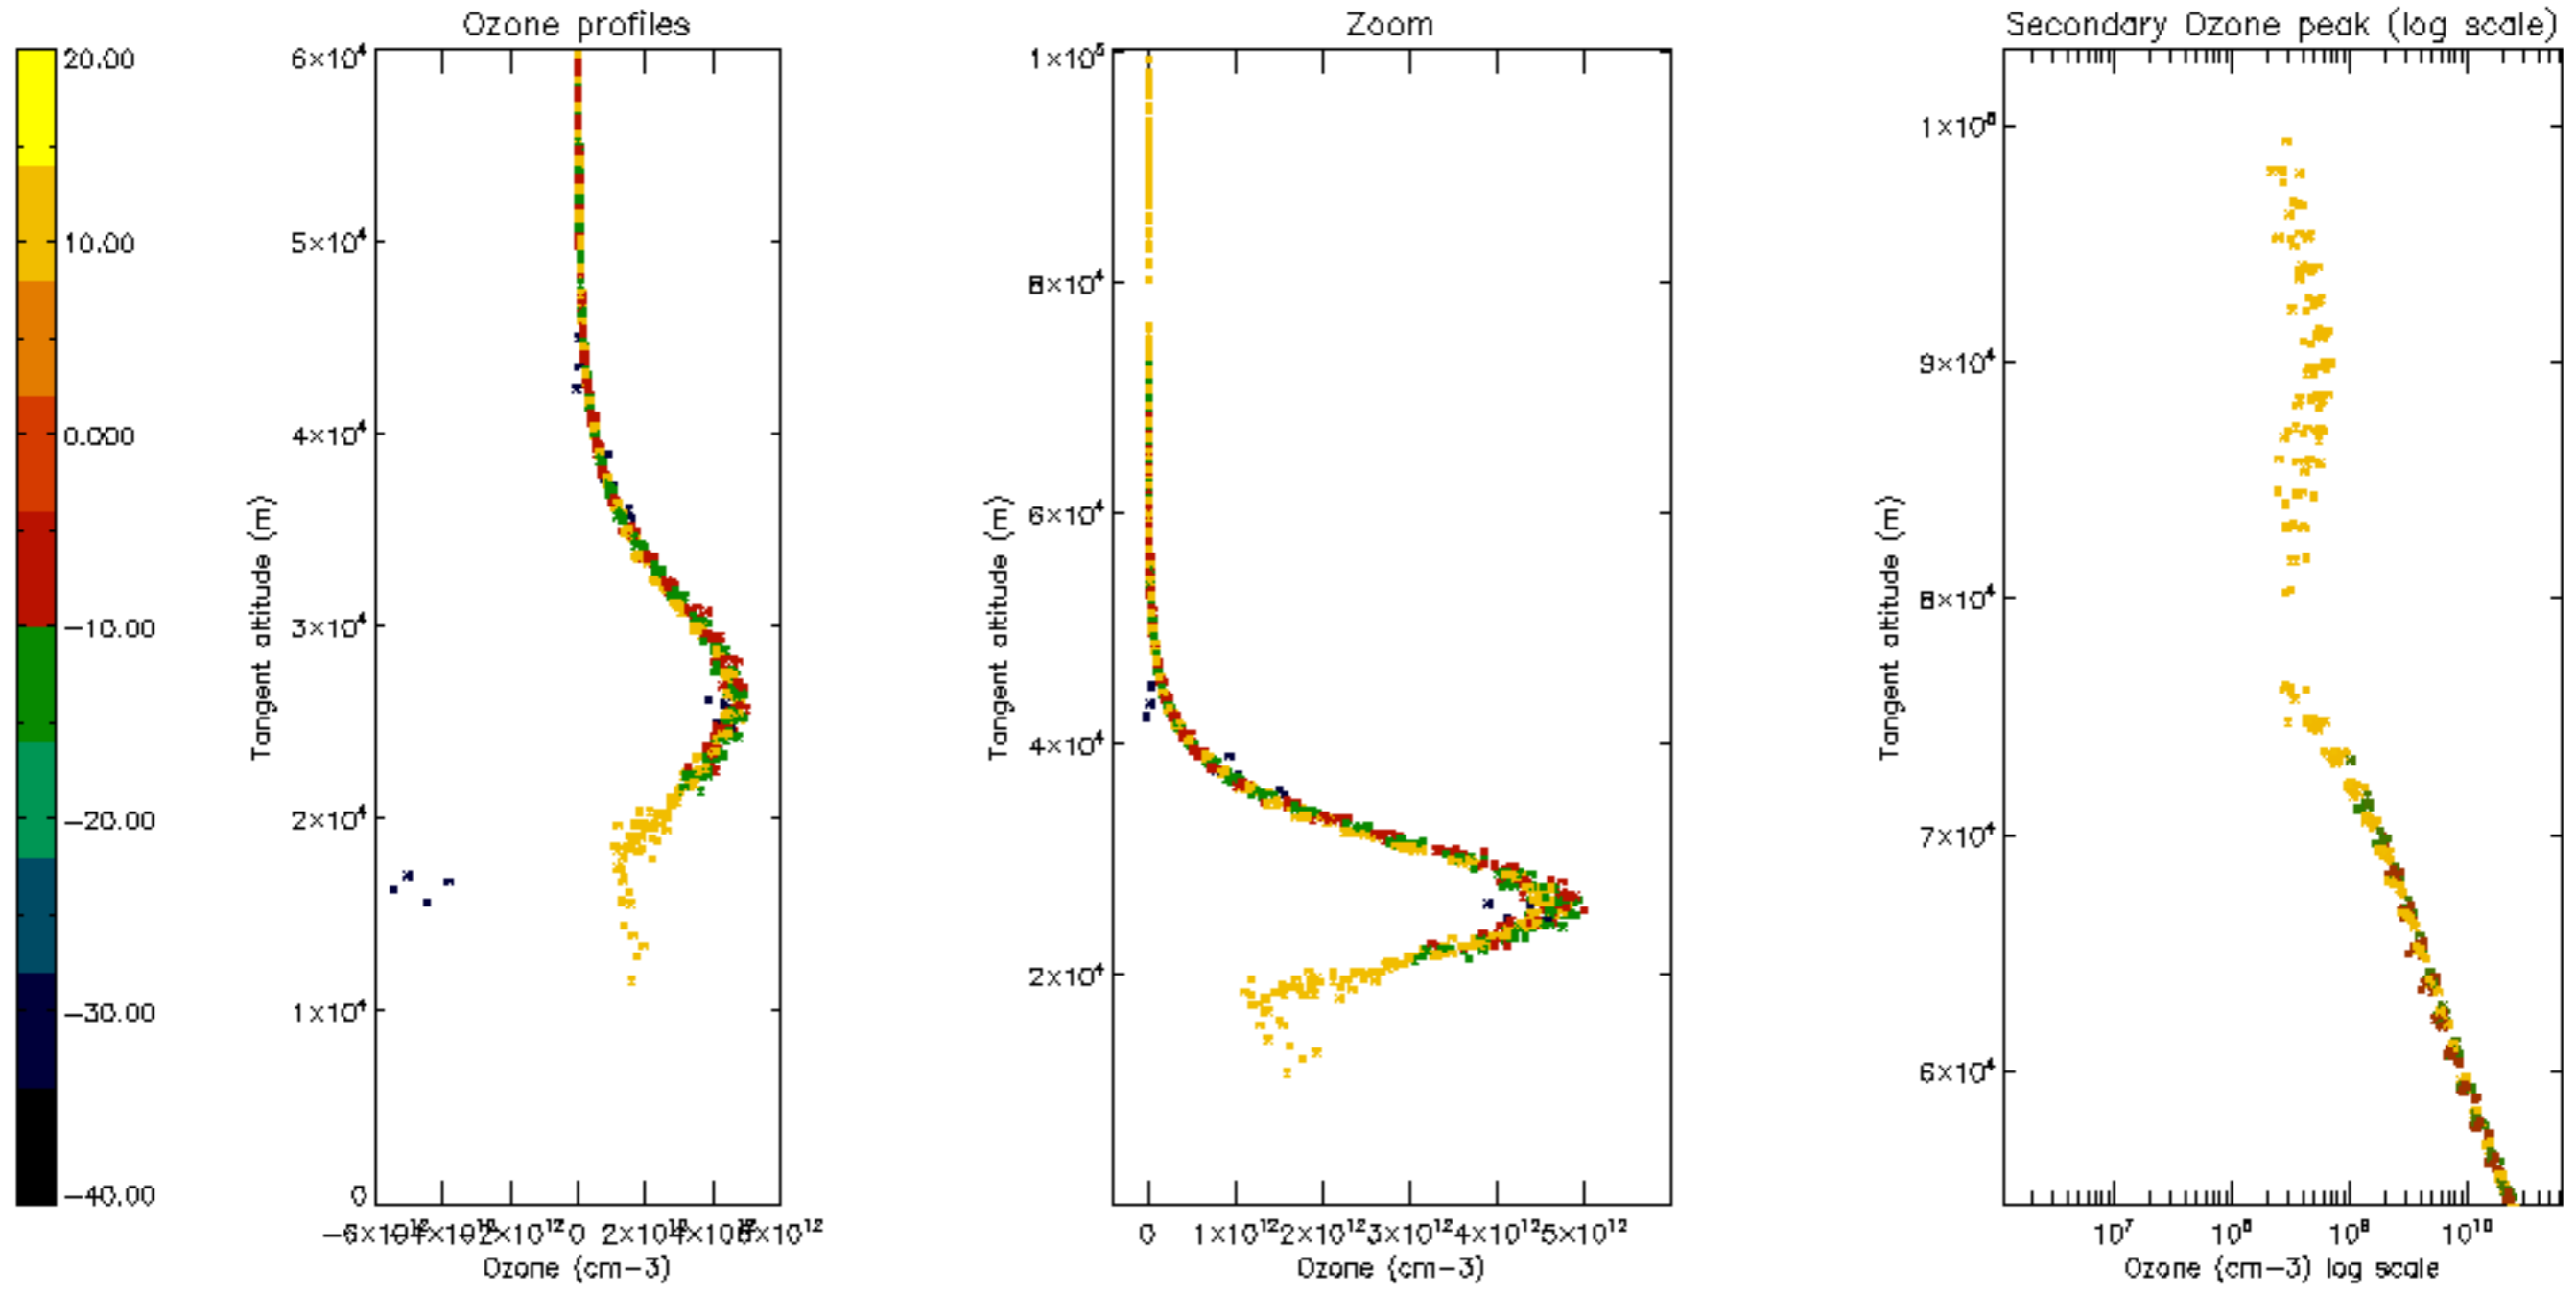 Ozone profiles
Zoom
Secondary Ozone peak (log scale)
20.00
10.00
0.000
−10.00
−20.00
−30.00
−40.00
6×10⁴
5×10⁴
4×10⁴
3×10⁴
2×10⁴
1×10⁴
0
Tangent altitude (m)
0
Ozone (cm−3)
1×10⁵
8×10⁴
6×10⁴
4×10⁴
2×10⁴
Tangent altitude (m)
0 1×10¹² 2×10¹² 3×10¹² 4×10¹² 5×10¹²
Ozone (cm−3)
1×10⁵
9×10⁴
8×10⁴
7×10⁴
6×10⁴
Tangent altitude (m)
10⁷ 10⁸ 10⁹ 10¹⁰
Ozone (cm−3) log scale